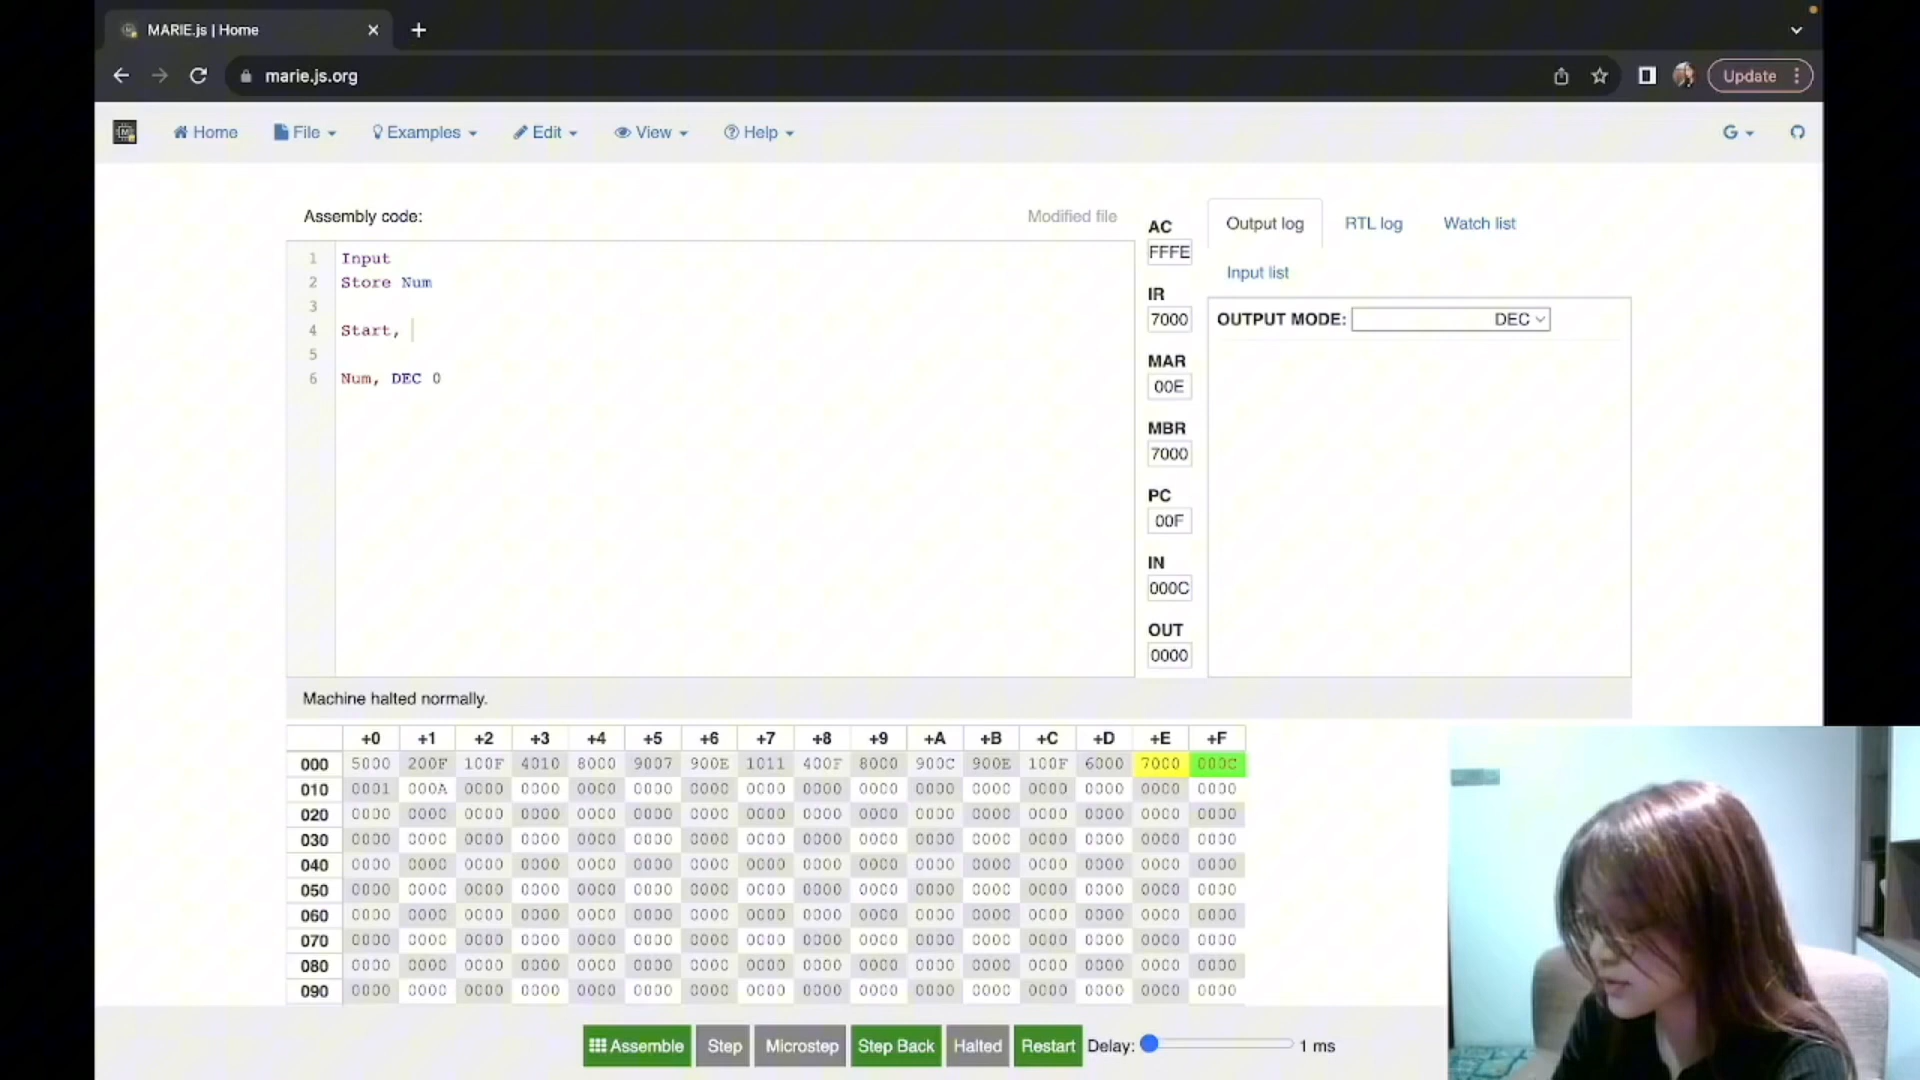 MARIE.js | Home
marie.js.org
Update
Home
File
Examples
Edit
View
Help
G
Assembly code:
Modified file
1 Input
2 Store Num
3
4 Start,
5
6 Num, DEC 0
AC
FFFE
IR
7000
MAR
00E
MBR
7000
PC
00F
IN
000C
OUT
0000
Output log
RTL log
Watch list
Input list
OUTPUT MODE: DEC
Machine halted normally.
+0 +1 +2 +3 +4 +5 +6 +7 +8 +9 +A +B +C +D +E +F
000 5000 200F 100F 4010 8000 9007 900E 1011 400F 8000 900C 900E 100F 6000 7000 000C
010 0001 000A 0000 0000 0000 0000 0000 0000 0000 0000 0000 0000 0000 0000 0000 0000
020 0000 0000 0000 0000 0000 0000 0000 0000 0000 0000 0000 0000 0000 0000 0000 0000
030 0000 0000 0000 0000 0000 0000 0000 0000 0000 0000 0000 0000 0000 0000 0000 0000
040 0000 0000 0000 0000 0000 0000 0000 0000 0000 0000 0000 0000 0000 0000 0000 0000
050 0000 0000 0000 0000 0000 0000 0000 0000 0000 0000 0000 0000 0000 0000 0000 0000
060 0000 0000 0000 0000 0000 0000 0000 0000 0000 0000 0000 0000 0000 0000 0000 0000
070 0000 0000 0000 0000 0000 0000 0000 0000 0000 0000 0000 0000 0000 0000 0000 0000
080 0000 0000 0000 0000 0000 0000 0000 0000 0000 0000 0000 0000 0000 0000 0000 0000
090 0000 0000 0000 0000 0000 0000 0000 0000 0000 0000 0000 0000 0000 0000 0000 0000
Assemble
Step
Microstep
Step Back
Halted
Restart
Delay:
1 ms